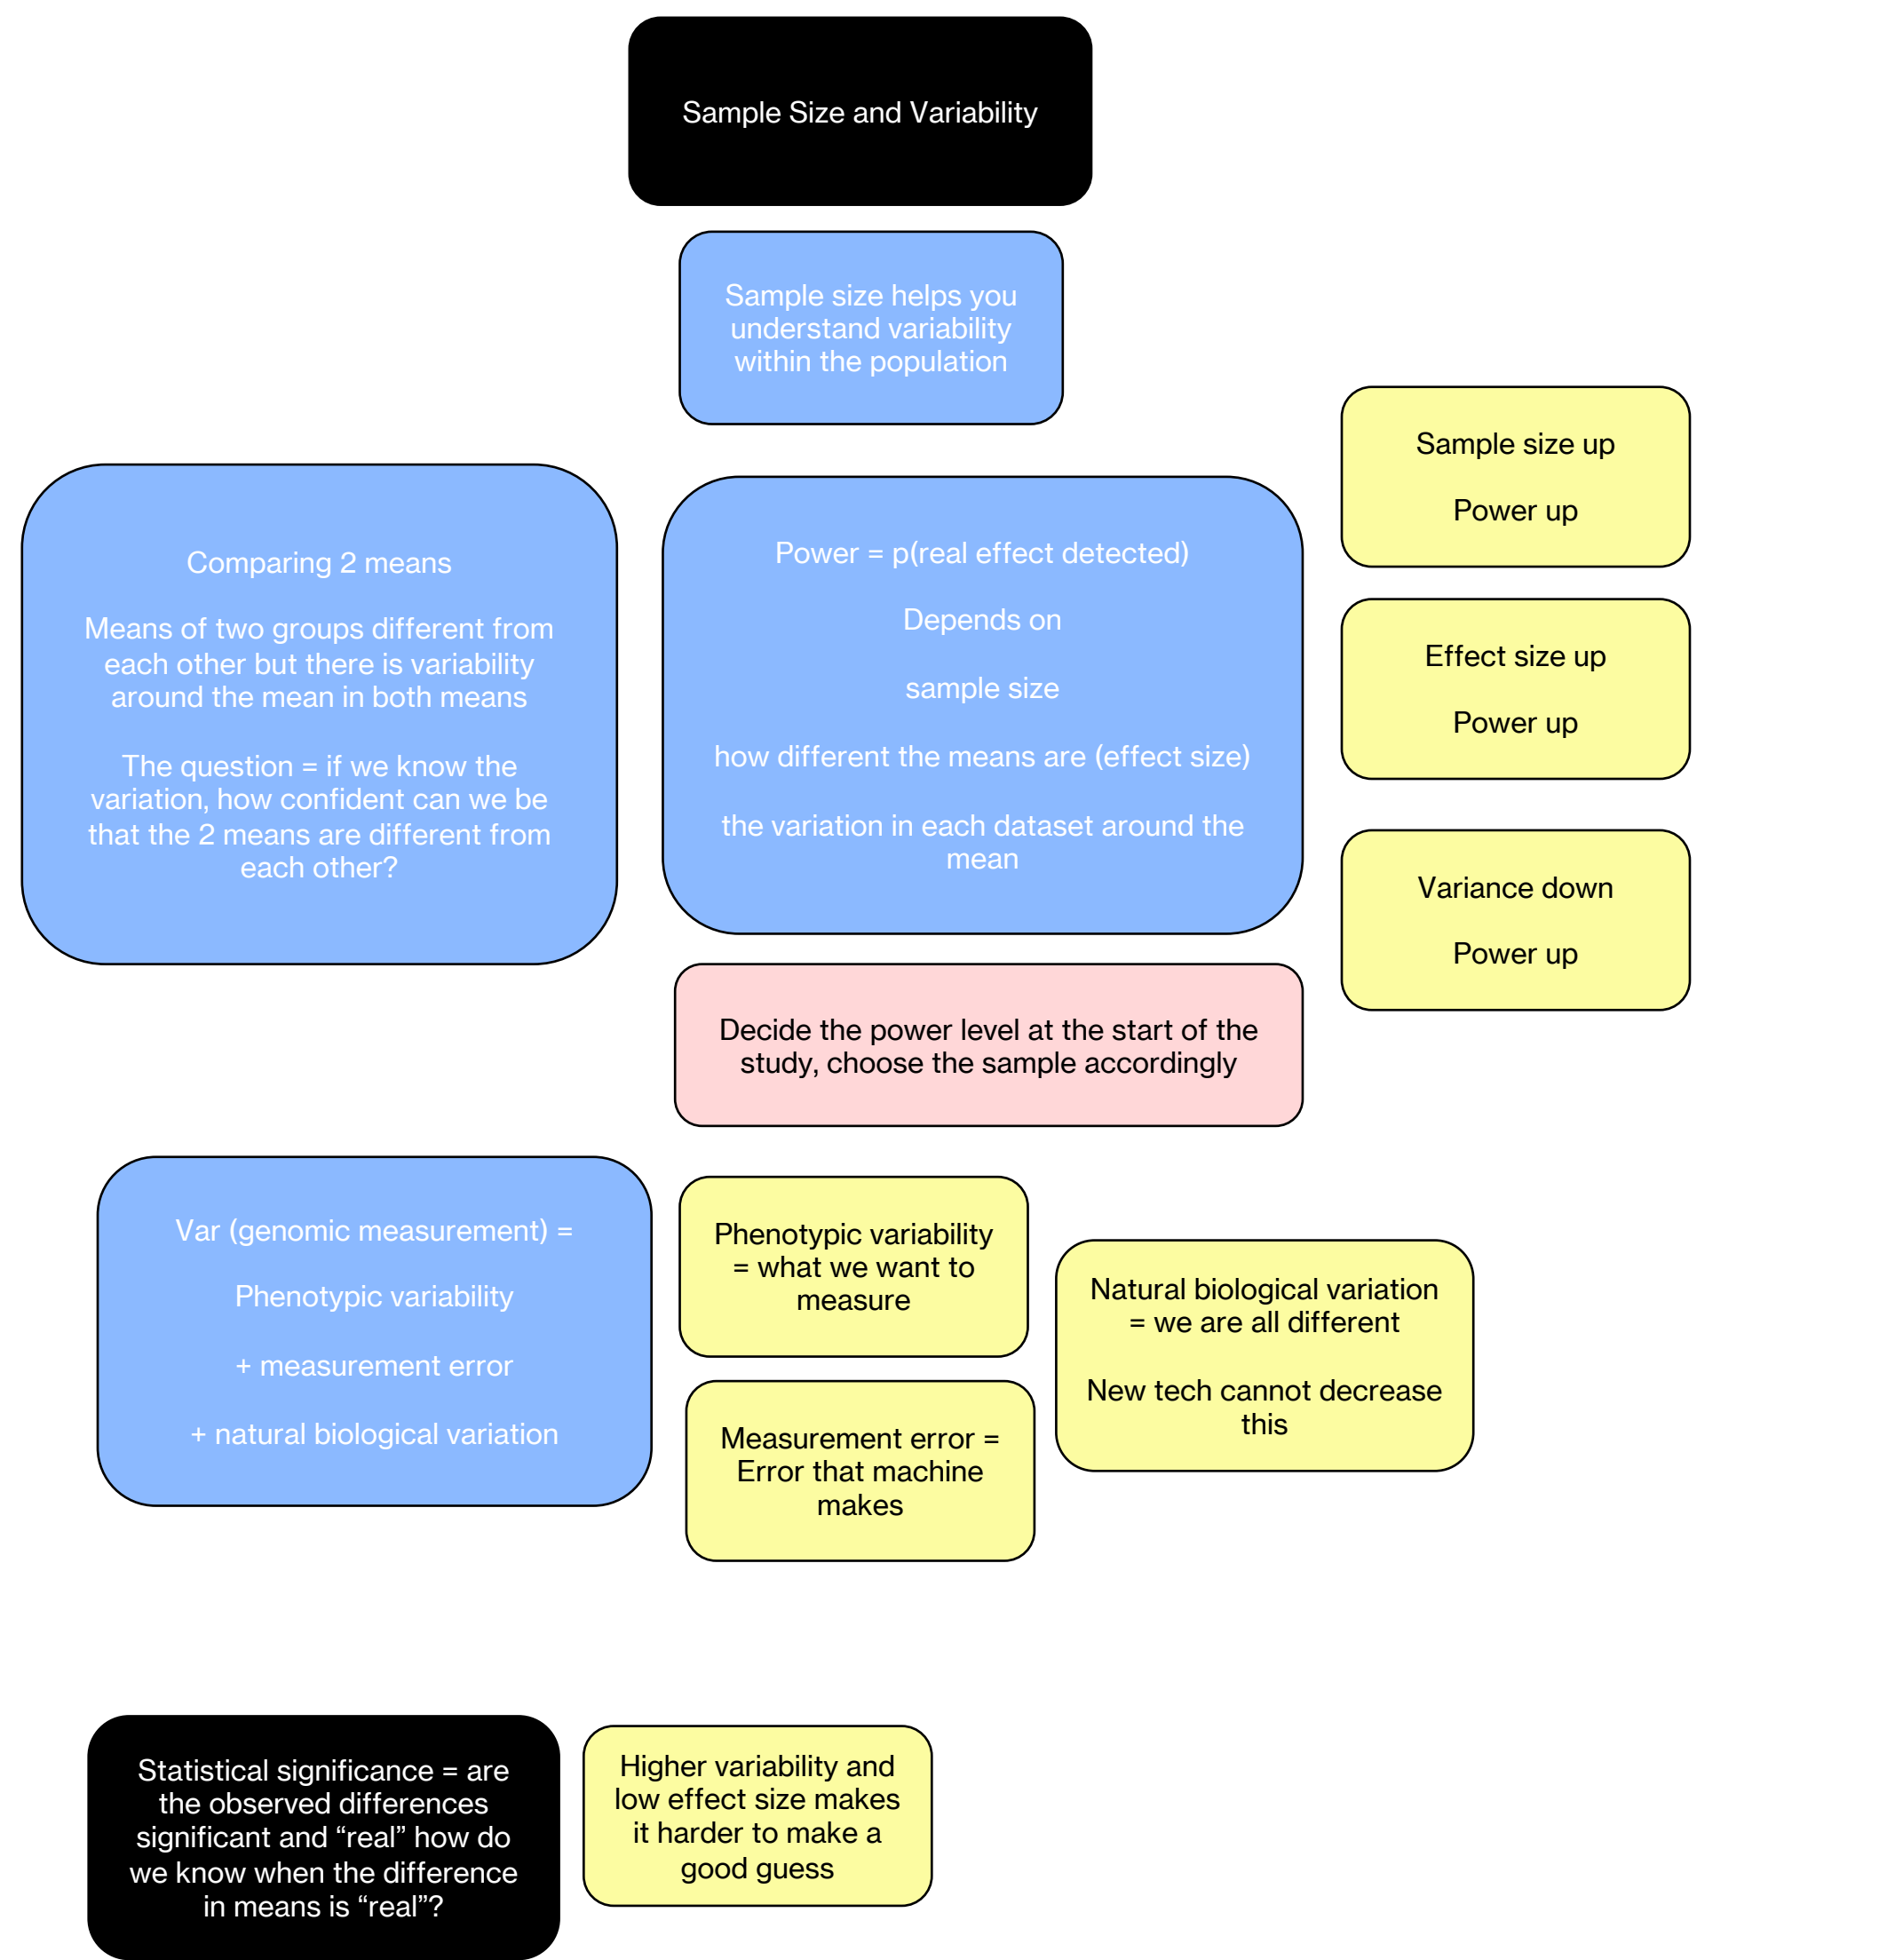 Sample Size and Variability
Sample size helps you
understand variability
within the population
Comparing 2 means
Means of two groups different from
each other but there is variability
around the mean in both means
The question = if we know the
variation, how confident can we be
that the 2 means are different from
each other?
Power = p(real effect detected)
Depends on
sample size
how different the means are (effect size)
the variation in each dataset around the
mean
Sample size up
Power up
Effect size up
Power up
Variance down
Power up
Decide the power level at the start of the
study, choose the sample accordingly
Var (genomic measurement) =
Phenotypic variability
+ measurement error
+ natural biological variation
Phenotypic variability
= what we want to
measure
Measurement error =
Error that machine
makes
Natural biological variation
= we are all different
New tech cannot decrease
this
Statistical significance = are
the observed differences
significant and “real” how do
we know when the difference
in means is “real”?
Higher variability and
low effect size makes
it harder to make a
good guess